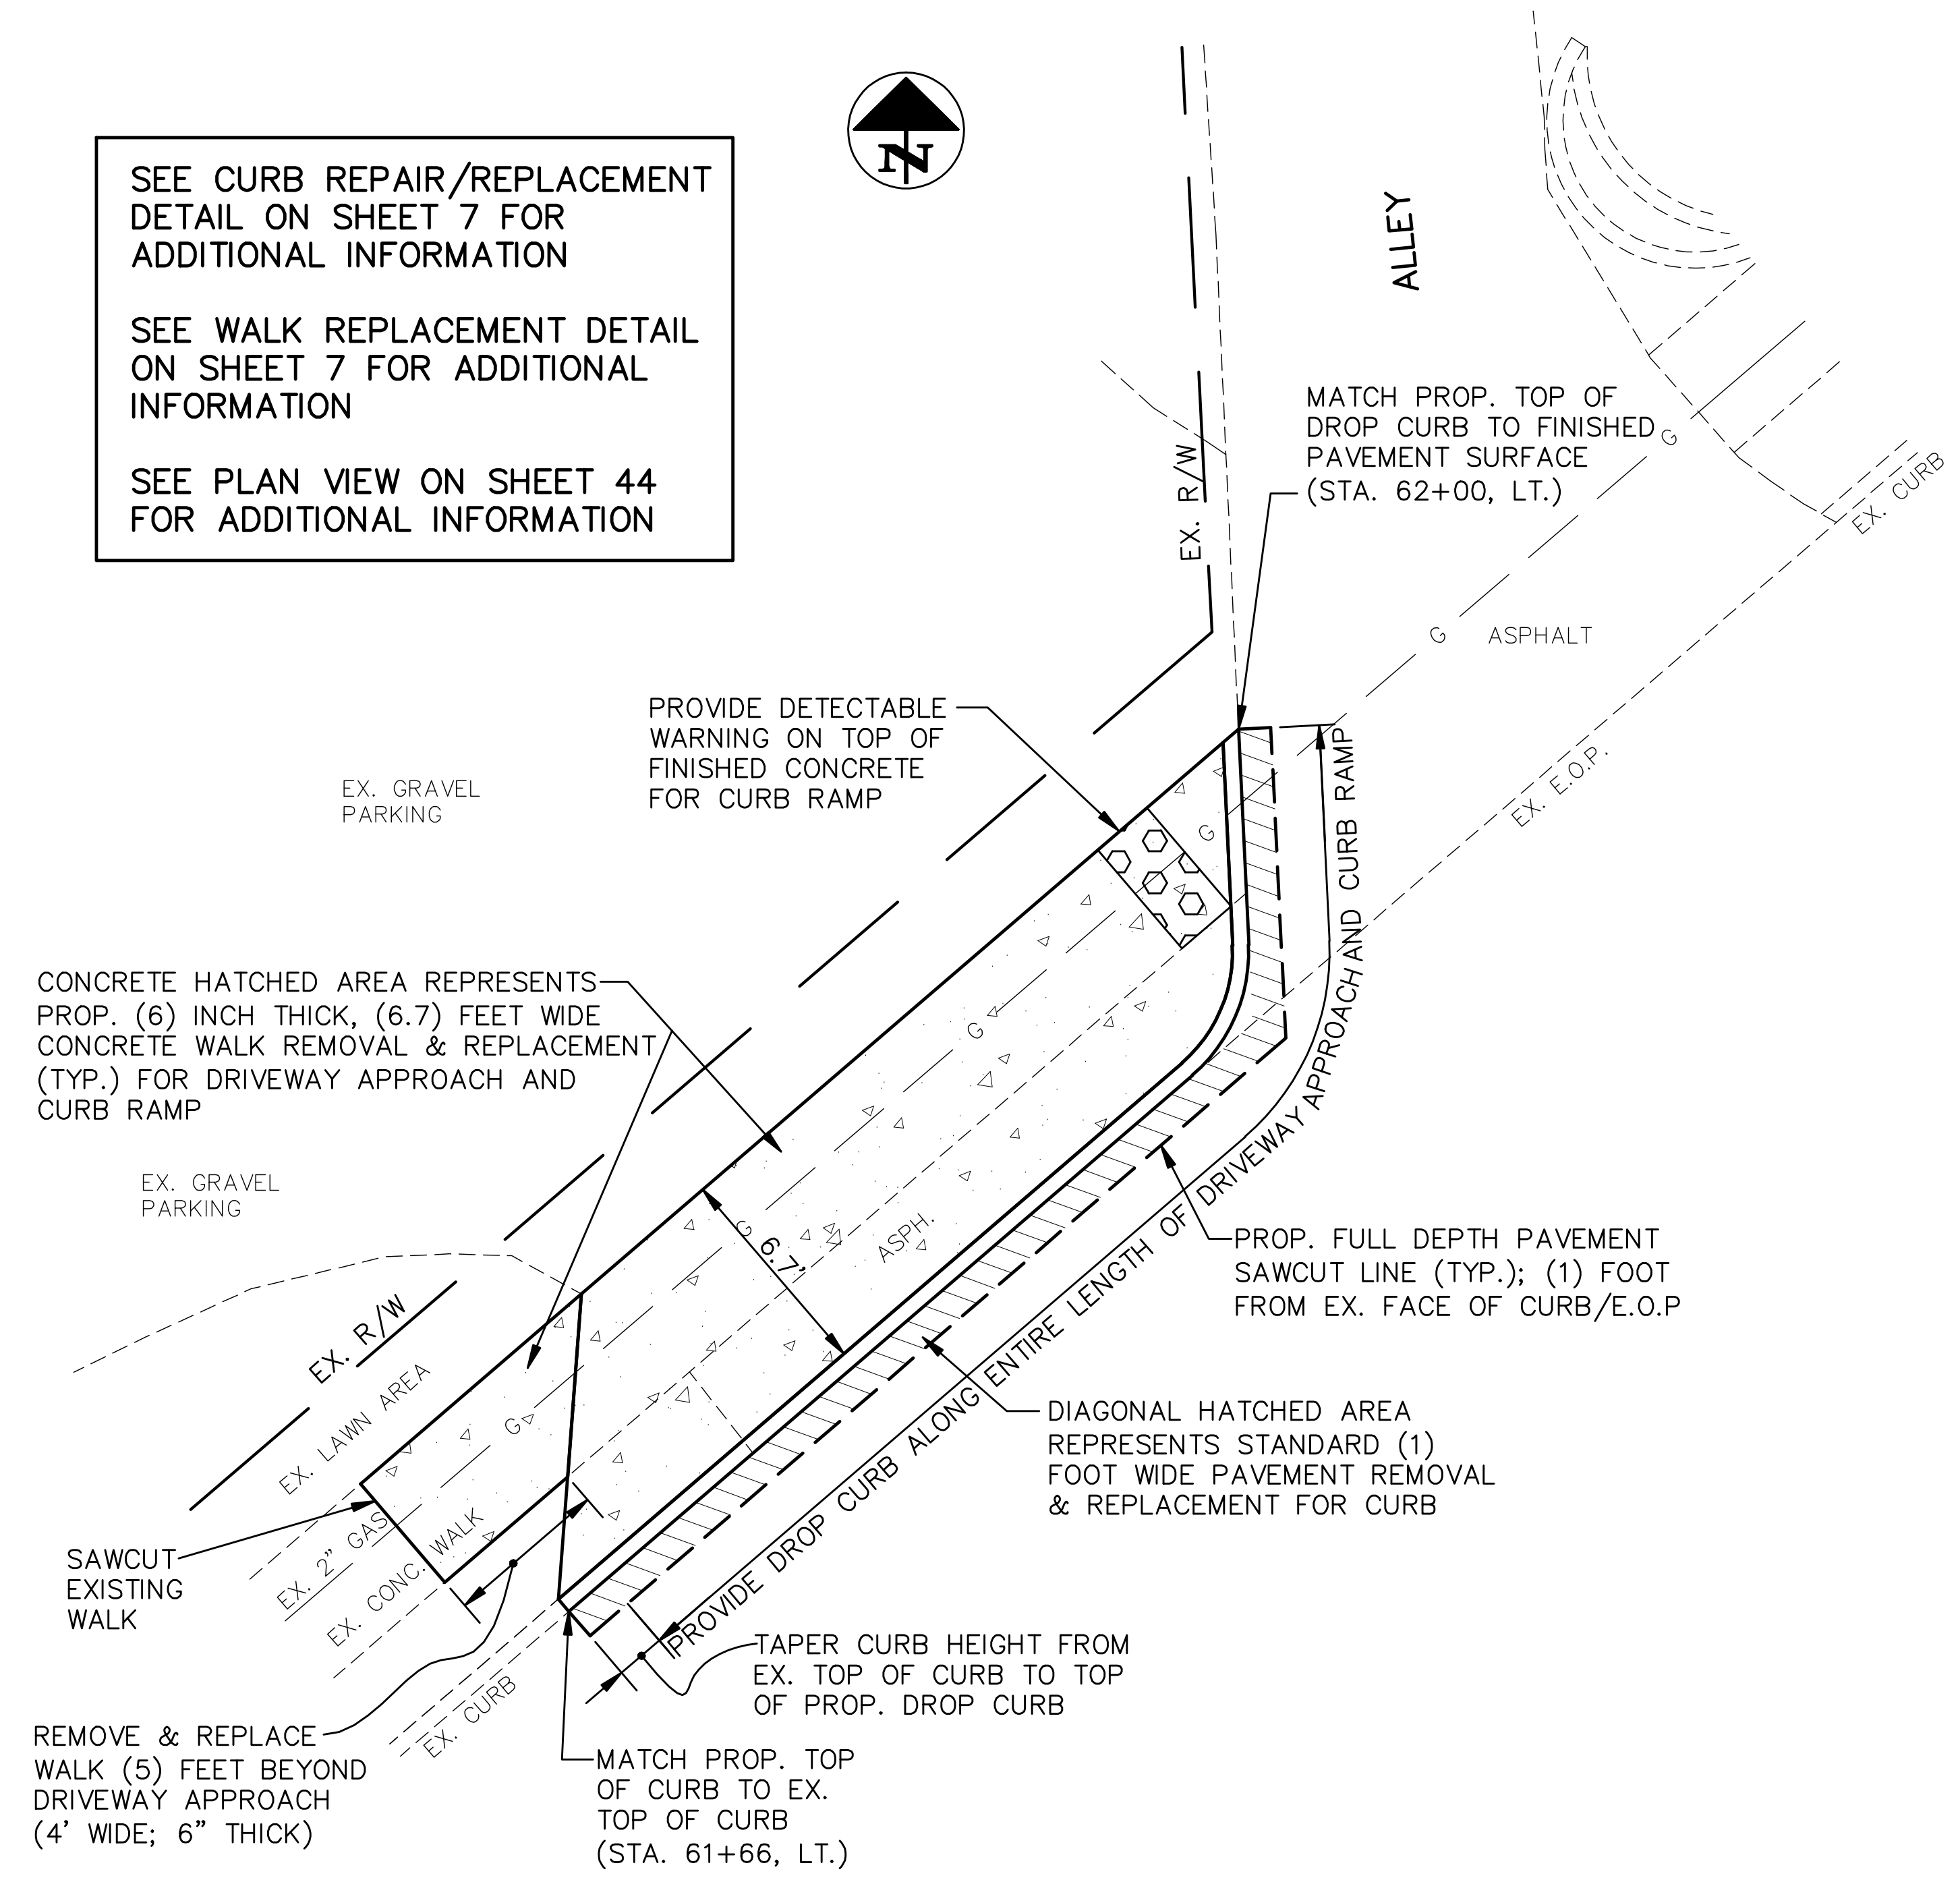 SEE CURB REPAIR/REPLACEMENT
DETAIL ON SHEET 7 FOR
ADDITIONAL INFORMATION
SEE WALK REPLACEMENT DETAIL
ON SHEET 7 FOR ADDITIONAL
INFORMATION
SEE PLAN VIEW ON SHEET 44
FOR ADDITIONAL INFORMATION
N
ALLEY
EX. R/W
MATCH PROP. TOP OF
DROP CURB TO FINISHED
PAVEMENT SURFACE
(STA. 62+00, LT.)
G
EX. CURB
G
ASPHALT
EX. E.O.P.
PROVIDE DETECTABLE
WARNING ON TOP OF
FINISHED CONCRETE
FOR CURB RAMP
EX. GRAVEL
PARKING
G
CONCRETE HATCHED AREA REPRESENTS
PROP. (6) INCH THICK, (6.7) FEET WIDE
CONCRETE WALK REMOVAL & REPLACEMENT
(TYP.) FOR DRIVEWAY APPROACH AND
CURB RAMP
G
EX. GRAVEL
PARKING
G
6.7'
ASPH.
PROVIDE DROP CURB ALONG ENTIRE LENGTH OF DRIVEWAY APPROACH AND CURB RAMP
PROP. FULL DEPTH PAVEMENT
SAWCUT LINE (TYP.); (1) FOOT
FROM EX. FACE OF CURB/E.O.P
EX. R/W
EX. LAWN AREA
G
DIAGONAL HATCHED AREA
REPRESENTS STANDARD (1)
FOOT WIDE PAVEMENT REMOVAL
& REPLACEMENT FOR CURB
SAWCUT
EXISTING
WALK
EX. 2" GAS
EX. CONC. WALK
EX. CURB
TAPER CURB HEIGHT FROM
EX. TOP OF CURB TO TOP
OF PROP. DROP CURB
REMOVE & REPLACE
WALK (5) FEET BEYOND
DRIVEWAY APPROACH
(4' WIDE; 6" THICK)
MATCH PROP. TOP
OF CURB TO EX.
TOP OF CURB
(STA. 61+66, LT.)